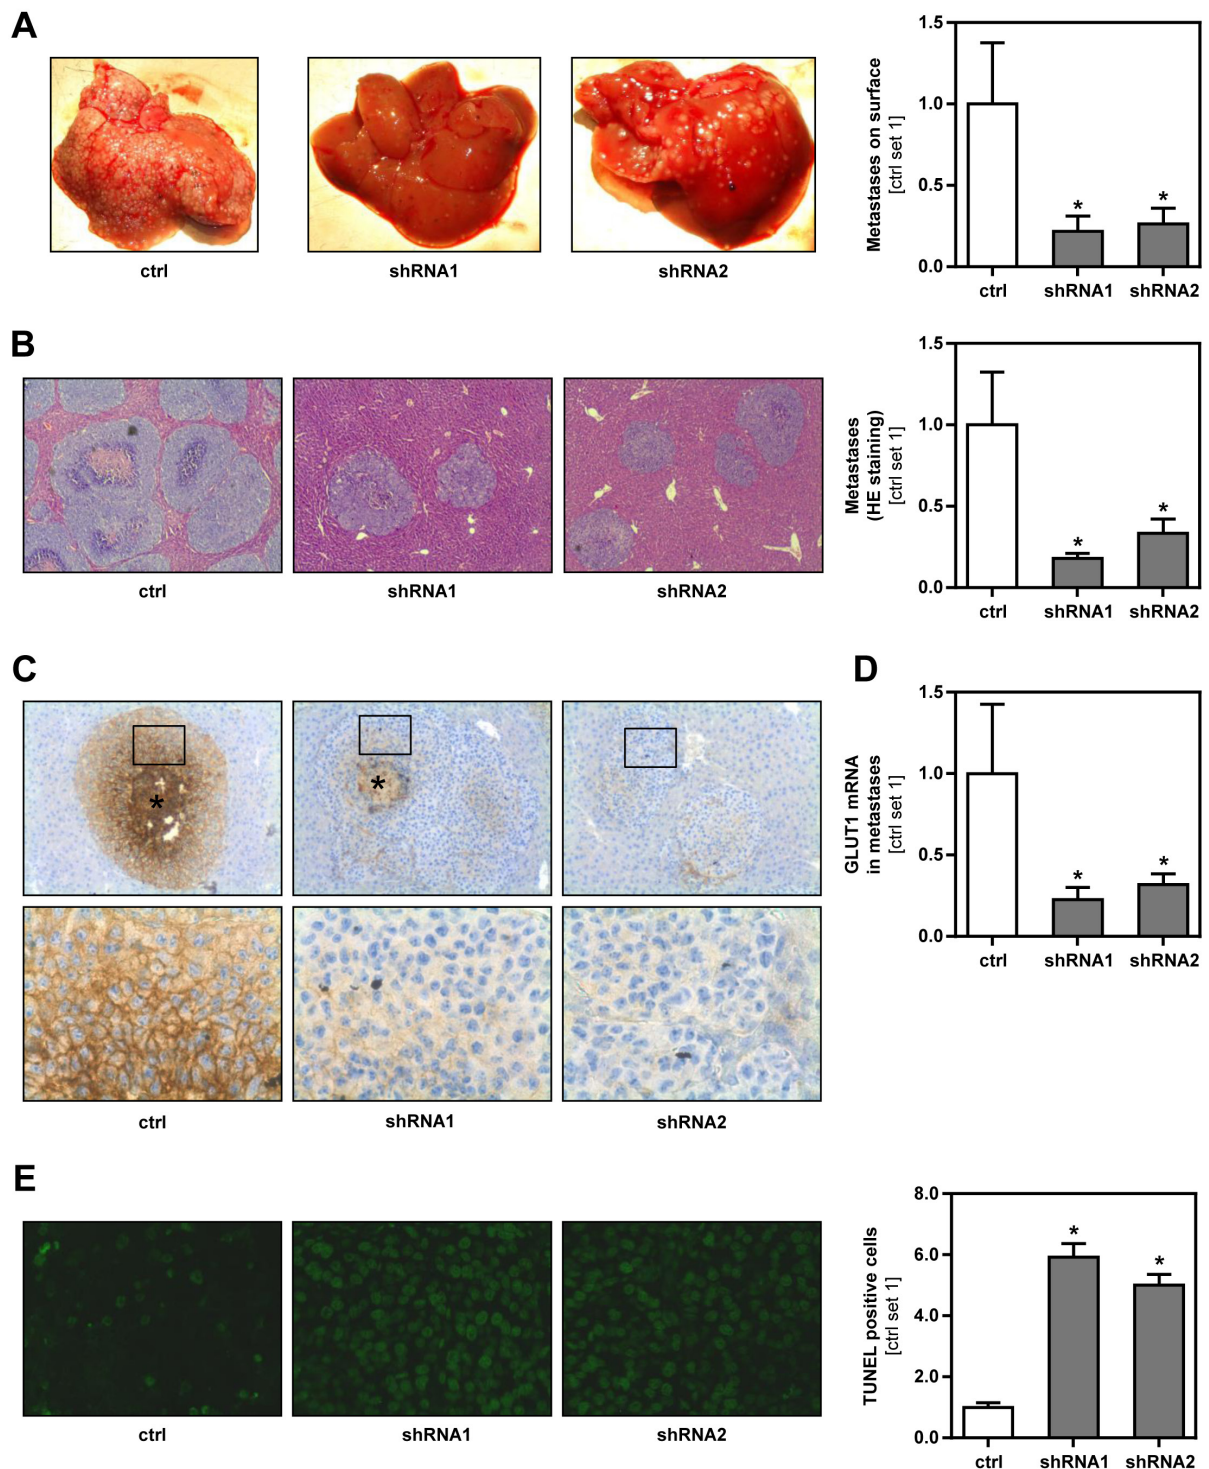 A
ctrl
shRNA1
shRNA2
Metastases on surface
[ctrl set 1]
1.5
1.0
0.5
0.0
*
*
ctrl
shRNA1
shRNA2
B
ctrl
shRNA1
shRNA2
Metastases
(HE staining)
[ctrl set 1]
1.5
1.0
0.5
0.0
*
*
ctrl
shRNA1
shRNA2
C
*
*
ctrl
shRNA1
shRNA2
D
GLUT1 mRNA
in metastases
[ctrl set 1]
1.5
1.0
0.5
0.0
*
*
ctrl
shRNA1
shRNA2
E
ctrl
shRNA1
shRNA2
TUNEL positive cells
[ctrl set 1]
8.0
6.0
4.0
2.0
0.0
*
*
ctrl
shRNA1
shRNA2